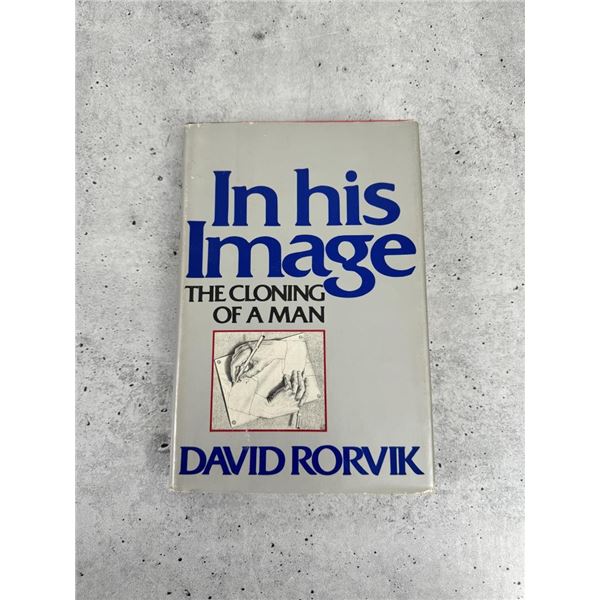 In his
Image
THE CLONING
OF A MAN
DAVID RORVIK